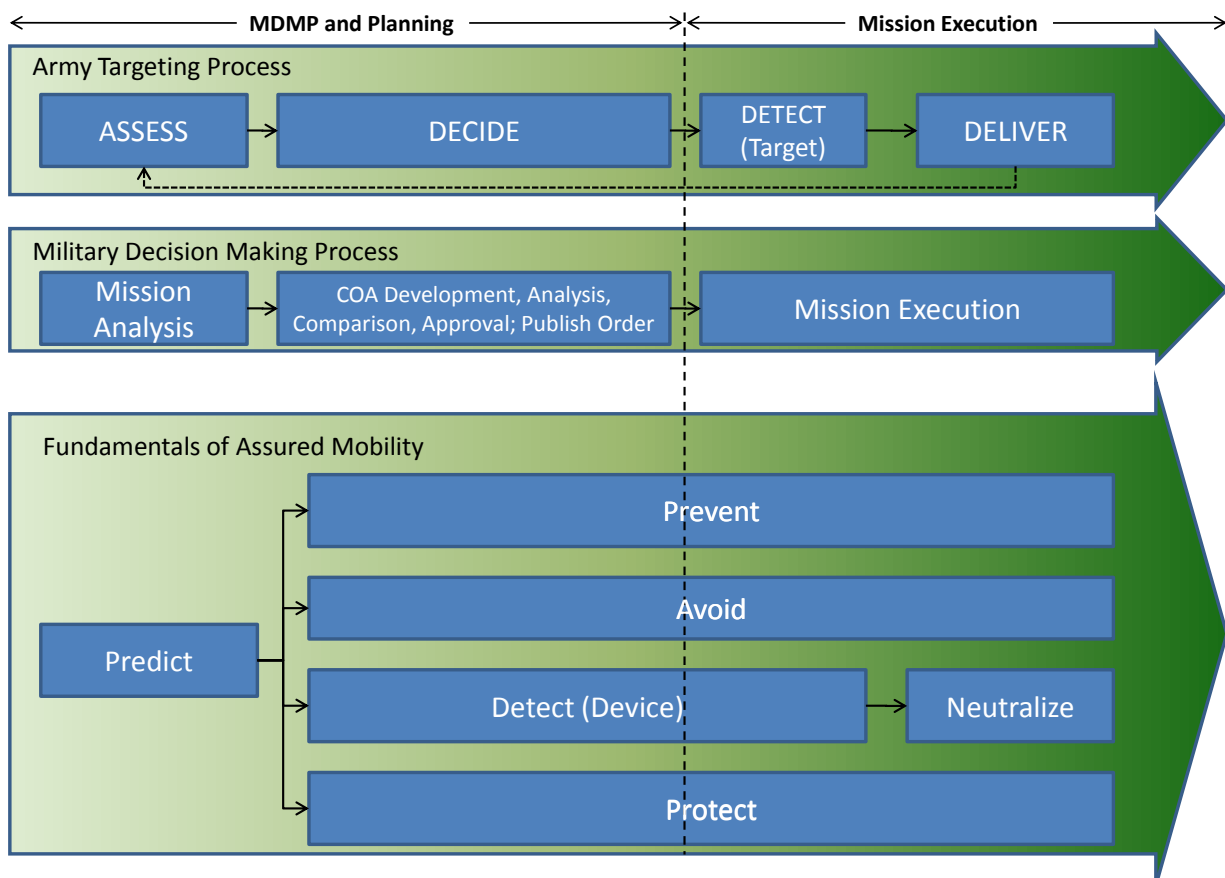 MDMP and Planning
Mission Execution
Army Targeting Process
ASSESS
DECIDE
DETECT
(Target)
DELIVER
Military Decision Making Process
Mission
Analysis
COA Development, Analysis,
Comparison, Approval; Publish Order
Mission Execution
Fundamentals of Assured Mobility
Prevent
Avoid
Predict
Detect (Device)
Neutralize
Protect